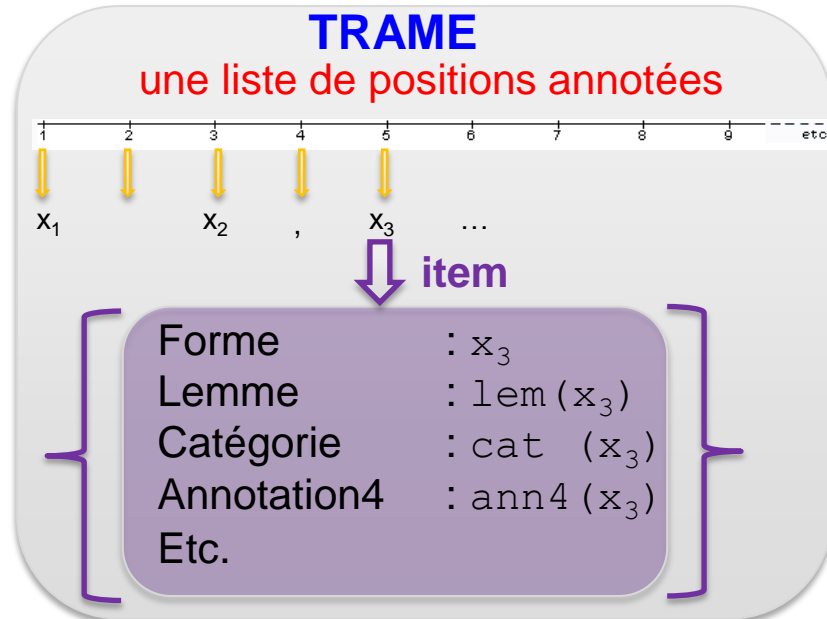 TRAME
une liste de positions annotées
1 2 3 4 5 6 7 8 9 etc
x₁ x₂ , x₃ …
item
Forme : x₃
Lemme : lem(x₃)
Catégorie : cat (x₃)
Annotation4 : ann4(x₃)
Etc.